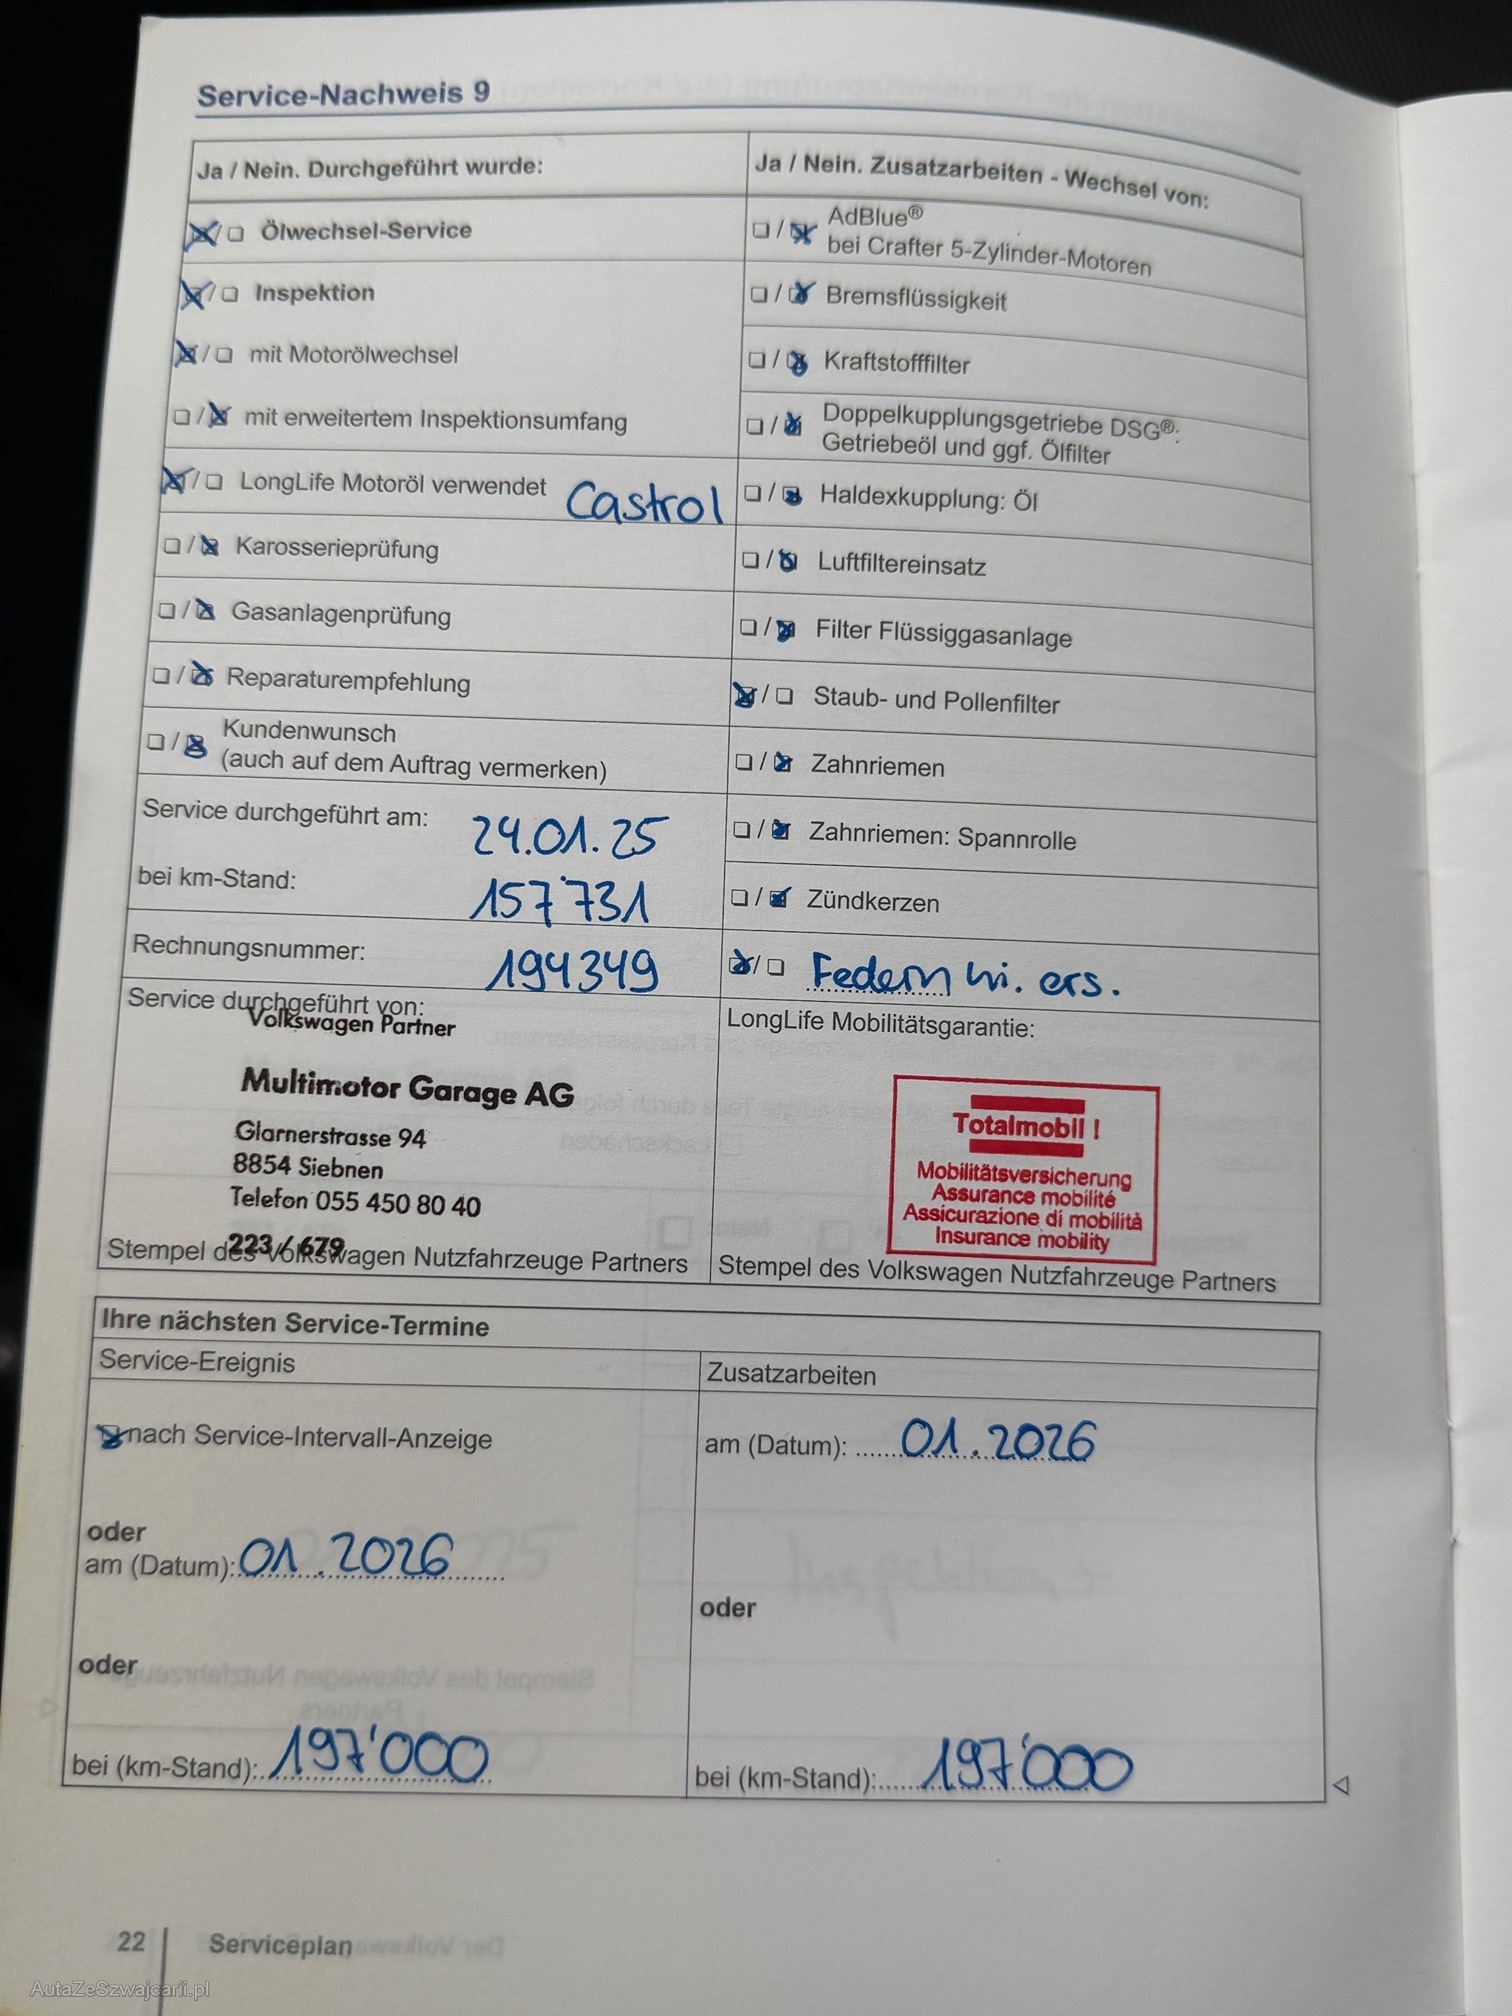 Service-Nachweis 9
Ja / Nein. Durchgeführt wurde:
Ölwechsel-Service
Inspektion
mit Motorölwechsel
mit erweitertem Inspektionsumfang
LongLife Motoröl verwendet Castrol
Karosserieprüfung
Gasanlagenprüfung
Reparaturempfehlung
Kundenwunsch
(auch auf dem Auftrag vermerken)
Service durchgeführt am: 24.01.25
bei km-Stand: 157'731
Rechnungsnummer: 194349
Service durchgeführt von:
Volkswagen Partner
Multimotor Garage AG
Glarnerstrasse 94
8854 Siebnen
Telefon 055 450 80 40
223 / 679
Stempel des Volkswagen Nutzfahrzeuge Partners
Ja / Nein. Zusatzarbeiten - Wechsel von:
AdBlue®
bei Crafter 5-Zylinder-Motoren
Bremsflüssigkeit
Kraftstofffilter
Doppelkupplungsgetriebe DSG®:
Getriebeöl und ggf. Ölfilter
Haldexkupplung: Öl
Luftfiltereinsatz
Filter Flüssiggasanlage
Staub- und Pollenfilter
Zahnriemen
Zahnriemen: Spannrolle
Zündkerzen
Federn hi. ers.
LongLife Mobilitätsgarantie:
Totalmobil !
Mobilitätsversicherung
Assurance mobilité
Assicurazione di mobilità
Insurance mobility
Stempel des Volkswagen Nutzfahrzeuge Partners
Ihre nächsten Service-Termine
Service-Ereignis
nach Service-Intervall-Anzeige
oder
am (Datum): 01.2026
oder
bei (km-Stand): 197'000
Zusatzarbeiten
am (Datum): 01.2026
oder
bei (km-Stand): 197'000
22 Serviceplan
AutaZeSzwajcarii.pl